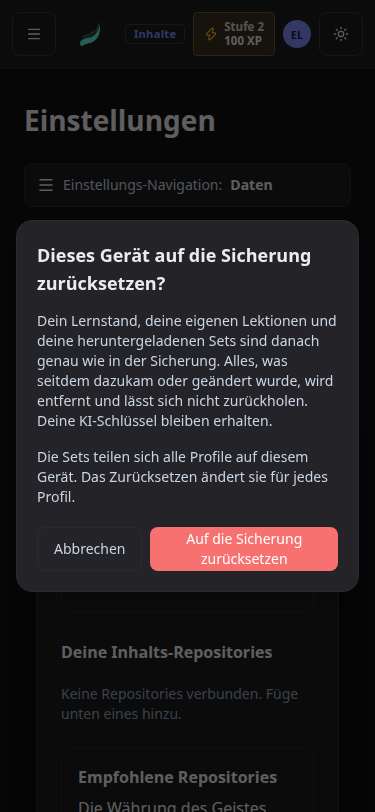 Inhalte
Stufe 2
100 XP
EL
Einstellungen
Einstellungs-Navigation: Daten
Dieses Gerät auf die Sicherung
zurücksetzen?
Dein Lernstand, deine eigenen Lektionen und
deine heruntergeladenen Sets sind danach
genau wie in der Sicherung. Alles, was
seitdem dazukam oder geändert wurde, wird
entfernt und lässt sich nicht zurückholen.
Deine KI-Schlüssel bleiben erhalten.
Die Sets teilen sich alle Profile auf diesem
Gerät. Das Zurücksetzen ändert sie für jedes
Profil.
Abbrechen
Auf die Sicherung
zurücksetzen
Deine Inhalts-Repositories
Keine Repositories verbunden. Füge
unten eines hinzu.
Empfohlene Repositories
Die Währung des Geistes